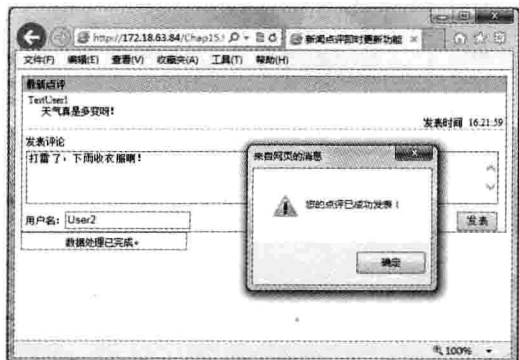 http://172.18.63.84/Chap15.
新闻点评即时更新功能
文件(F) 编辑(E) 查看(V) 收藏夹(A) 工具(T) 帮助(H)
最新点评
TestUser1
天气真是多变呀!
发表时间 16:21:59
发表评论
打雷了,下雨收衣服啊!
用户名: User2
发表
数据处理已完成。
来自网页的消息
您的点评已成功发表!
确定
100%